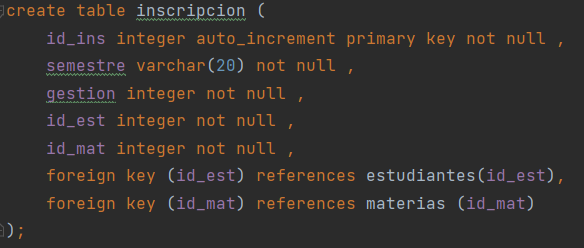 create table inscripcion (
id_ins integer auto_increment primary key not null ,
semestre varchar(20) not null ,
gestion integer not null ,
id_est integer not null ,
id_mat integer not null ,
foreign key (id_est) references estudiantes(id_est),
foreign key (id_mat) references materias (id_mat)
);